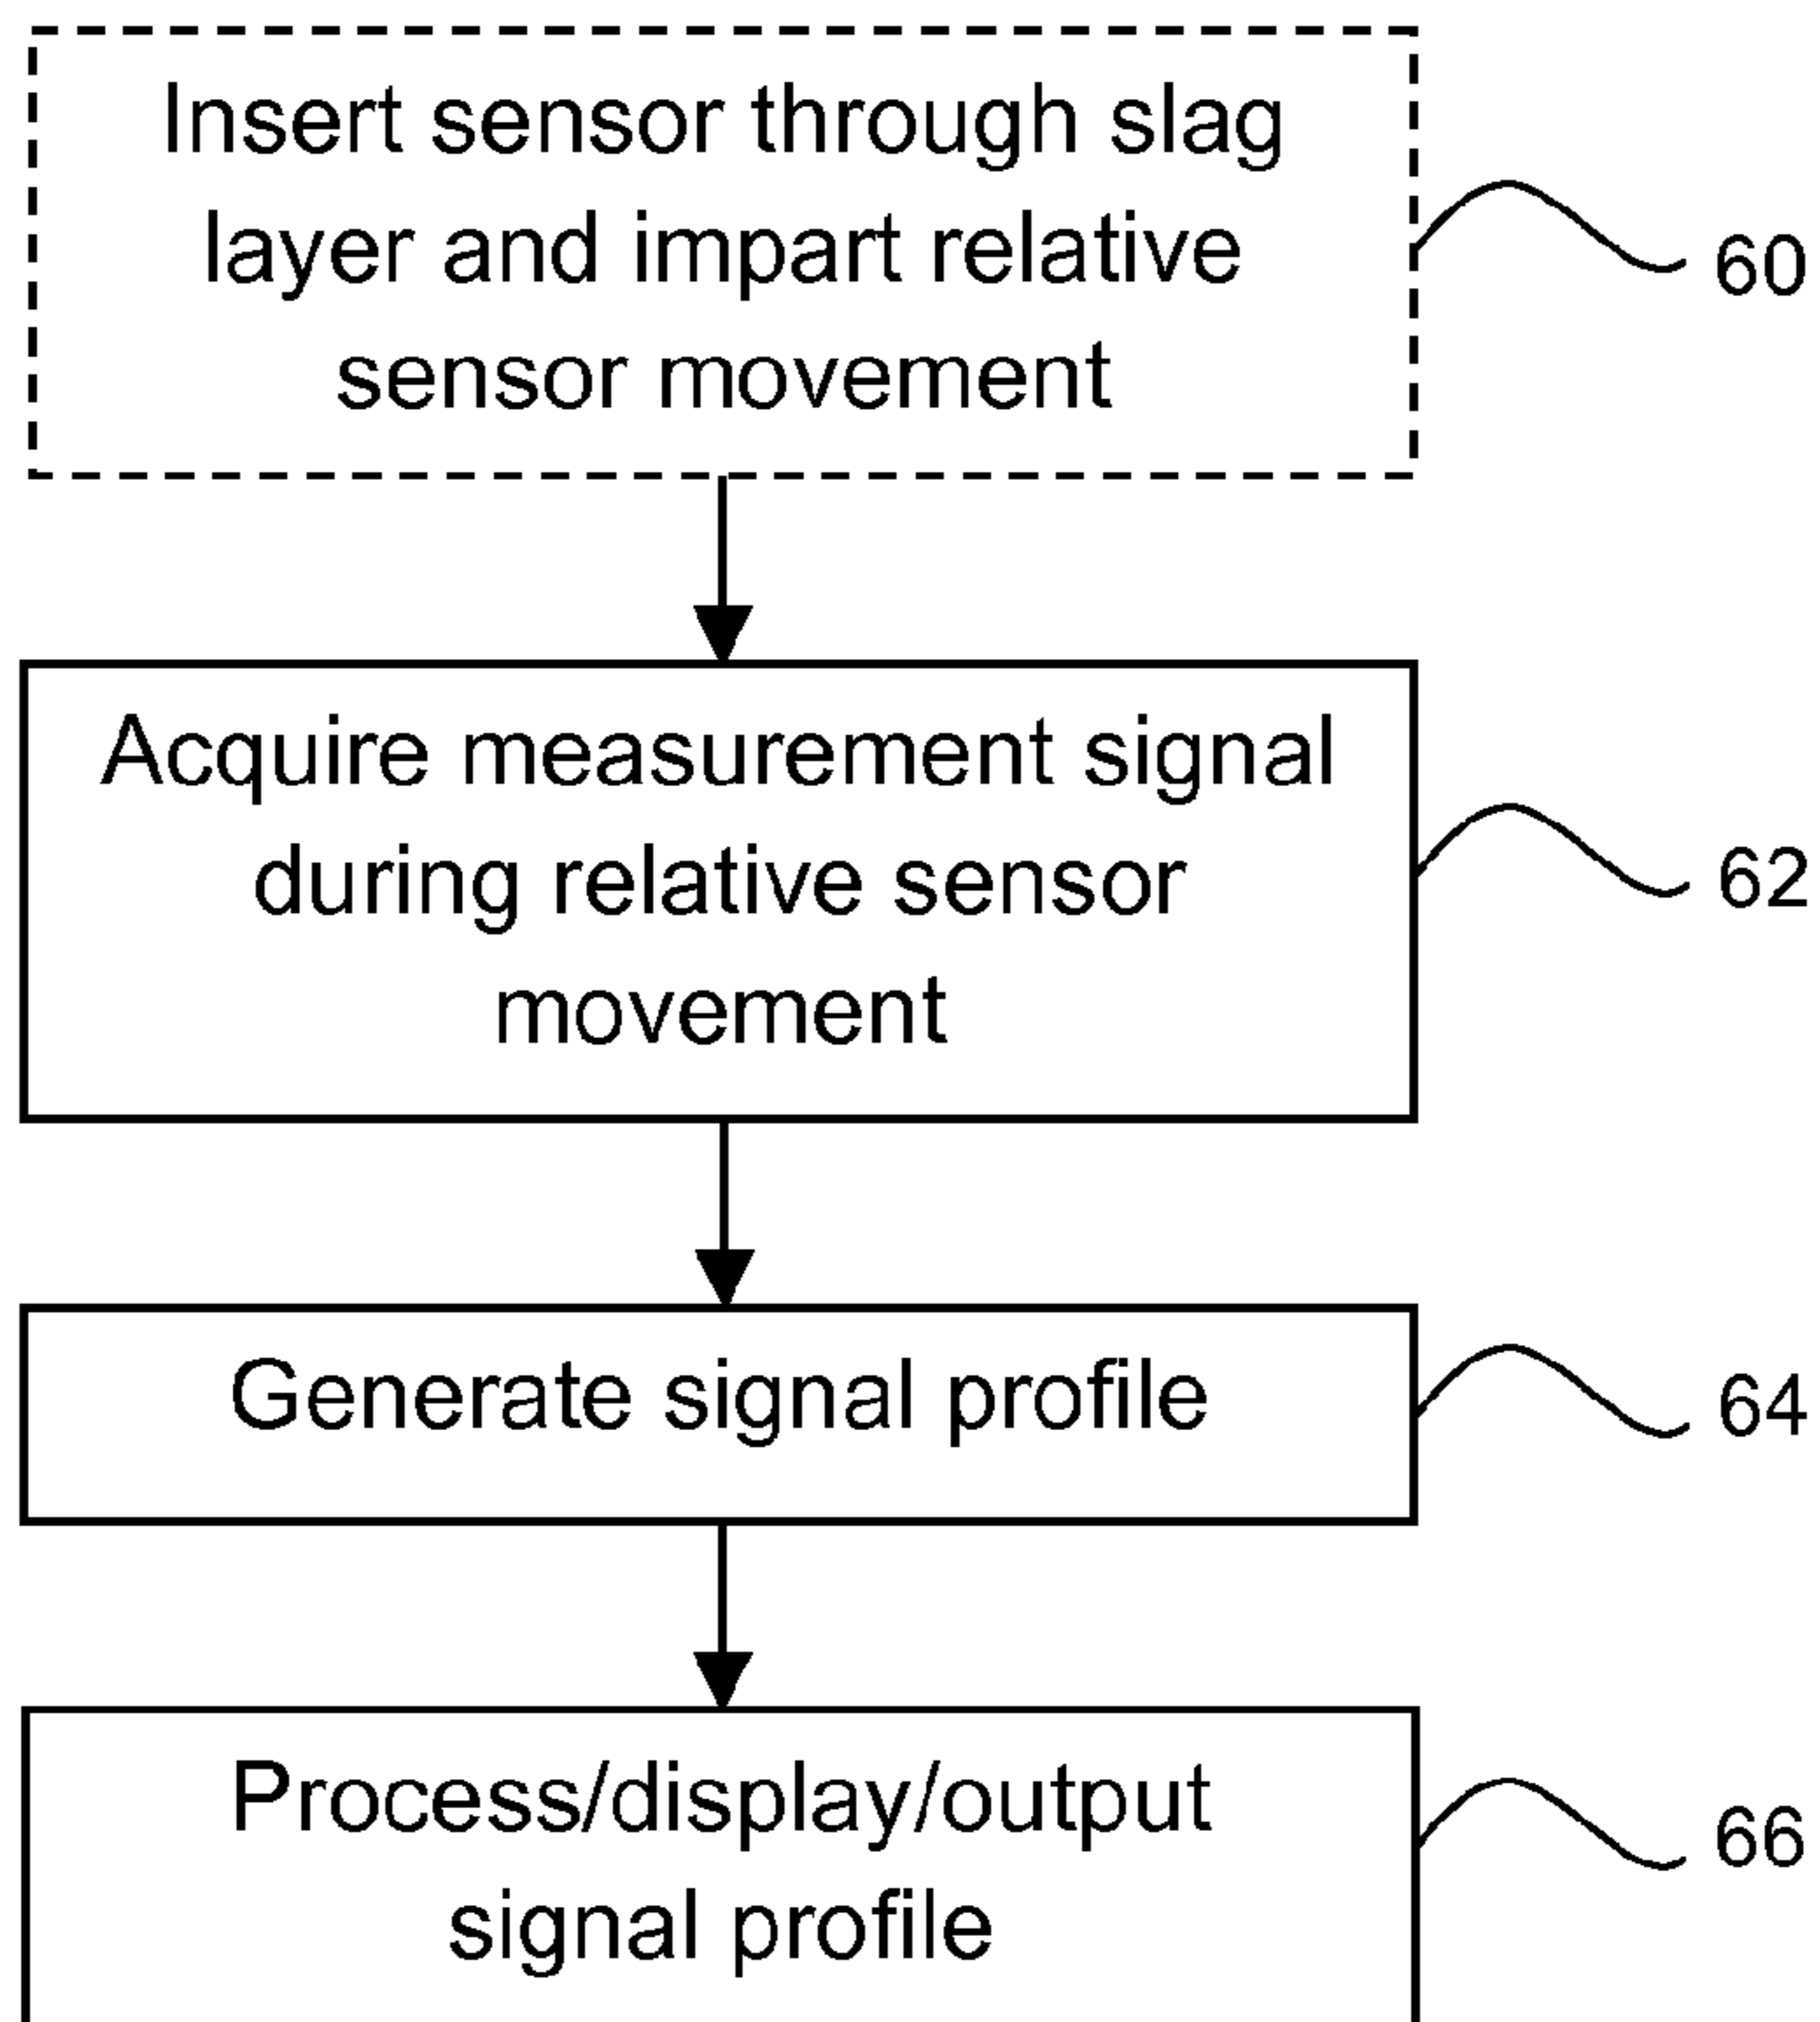 Insert sensor through slag
layer and impart relative
sensor movement
60
Acquire measurement signal
during relative sensor
movement
62
Generate signal profile
64
Process/display/output
signal profile
66